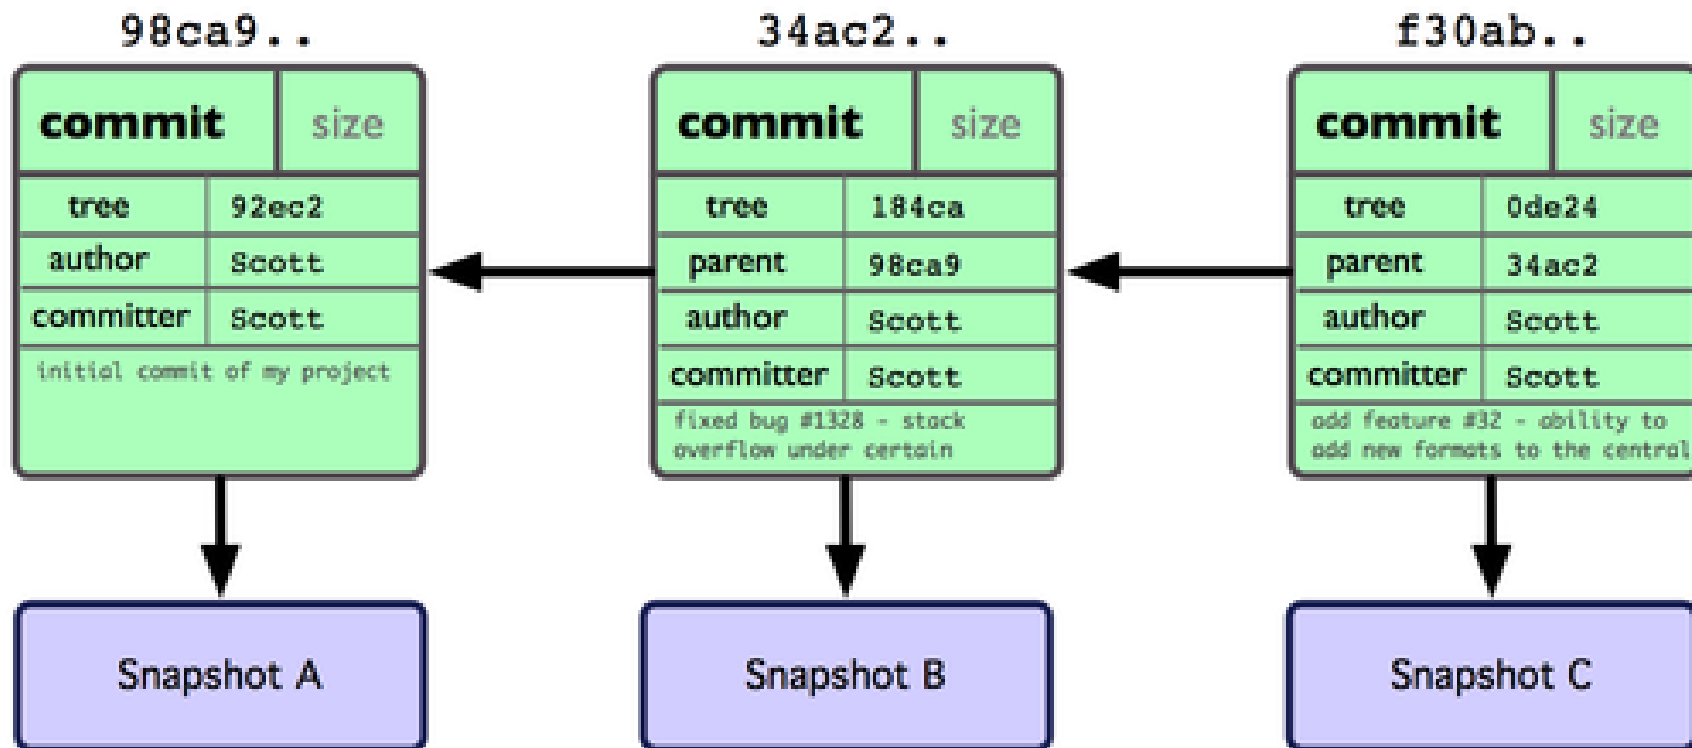 98ca9..
commit size
tree 92ec2
author Scott
committer Scott
initial commit of my project
Snapshot A
34ac2..
commit size
tree 184ca
parent 98ca9
author Scott
committer Scott
fixed bug #1328 - stack
overflow under certain
Snapshot B
f30ab..
commit size
tree 0de24
parent 34ac2
author Scott
committer Scott
add feature #32 - ability to
add new formats to the central
Snapshot C